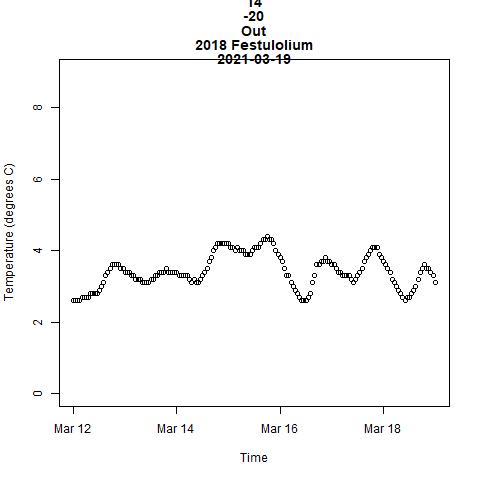 14
-20
Out
2018 Festulolium
2021-03-19
8
6
4
2
0
Temperature (degrees C)
Mar 12 Mar 14 Mar 16 Mar 18
Time